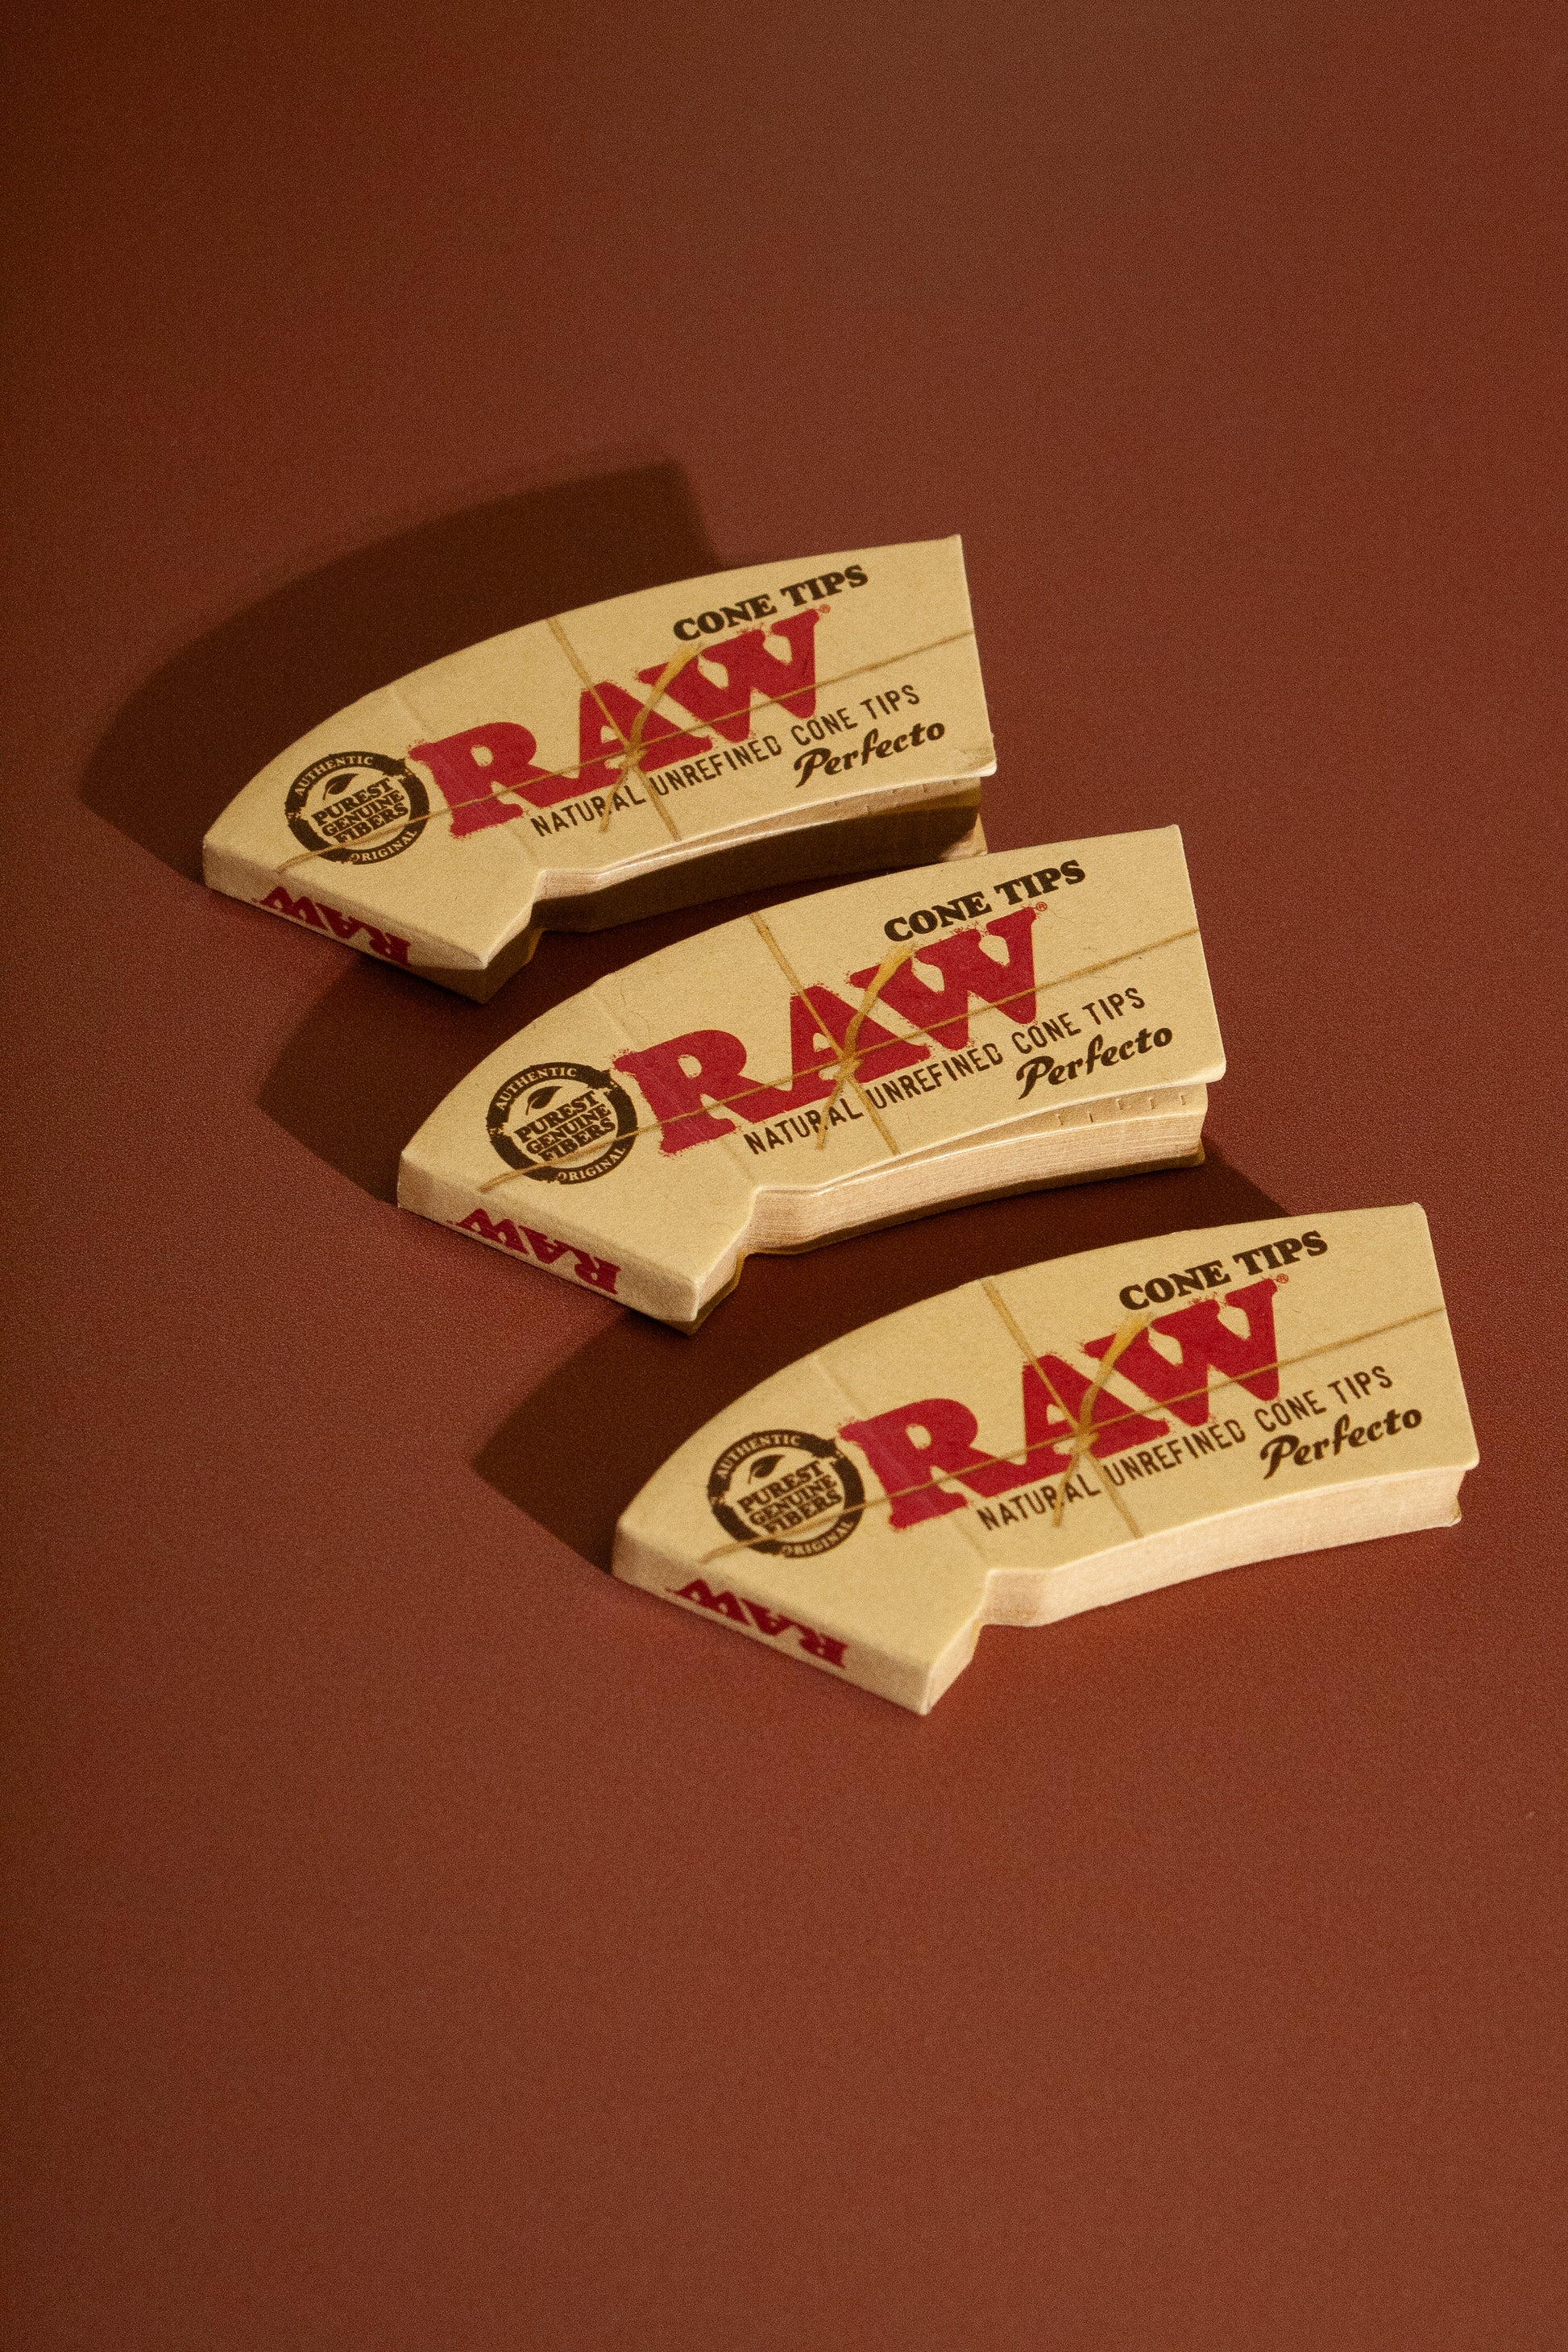 CONE TIPS
RAW®
NATURAL UNREFINED CONE TIPS
Perfecto
AUTHENTIC
PUREST
GENUINE
FIBERS
ORIGINAL
RAW
CONE TIPS
RAW®
NATURAL UNREFINED CONE TIPS
Perfecto
AUTHENTIC
PUREST
GENUINE
FIBERS
ORIGINAL
RAW
CONE TIPS
RAW®
NATURAL UNREFINED CONE TIPS
Perfecto
AUTHENTIC
PUREST
GENUINE
FIBERS
ORIGINAL
RAW